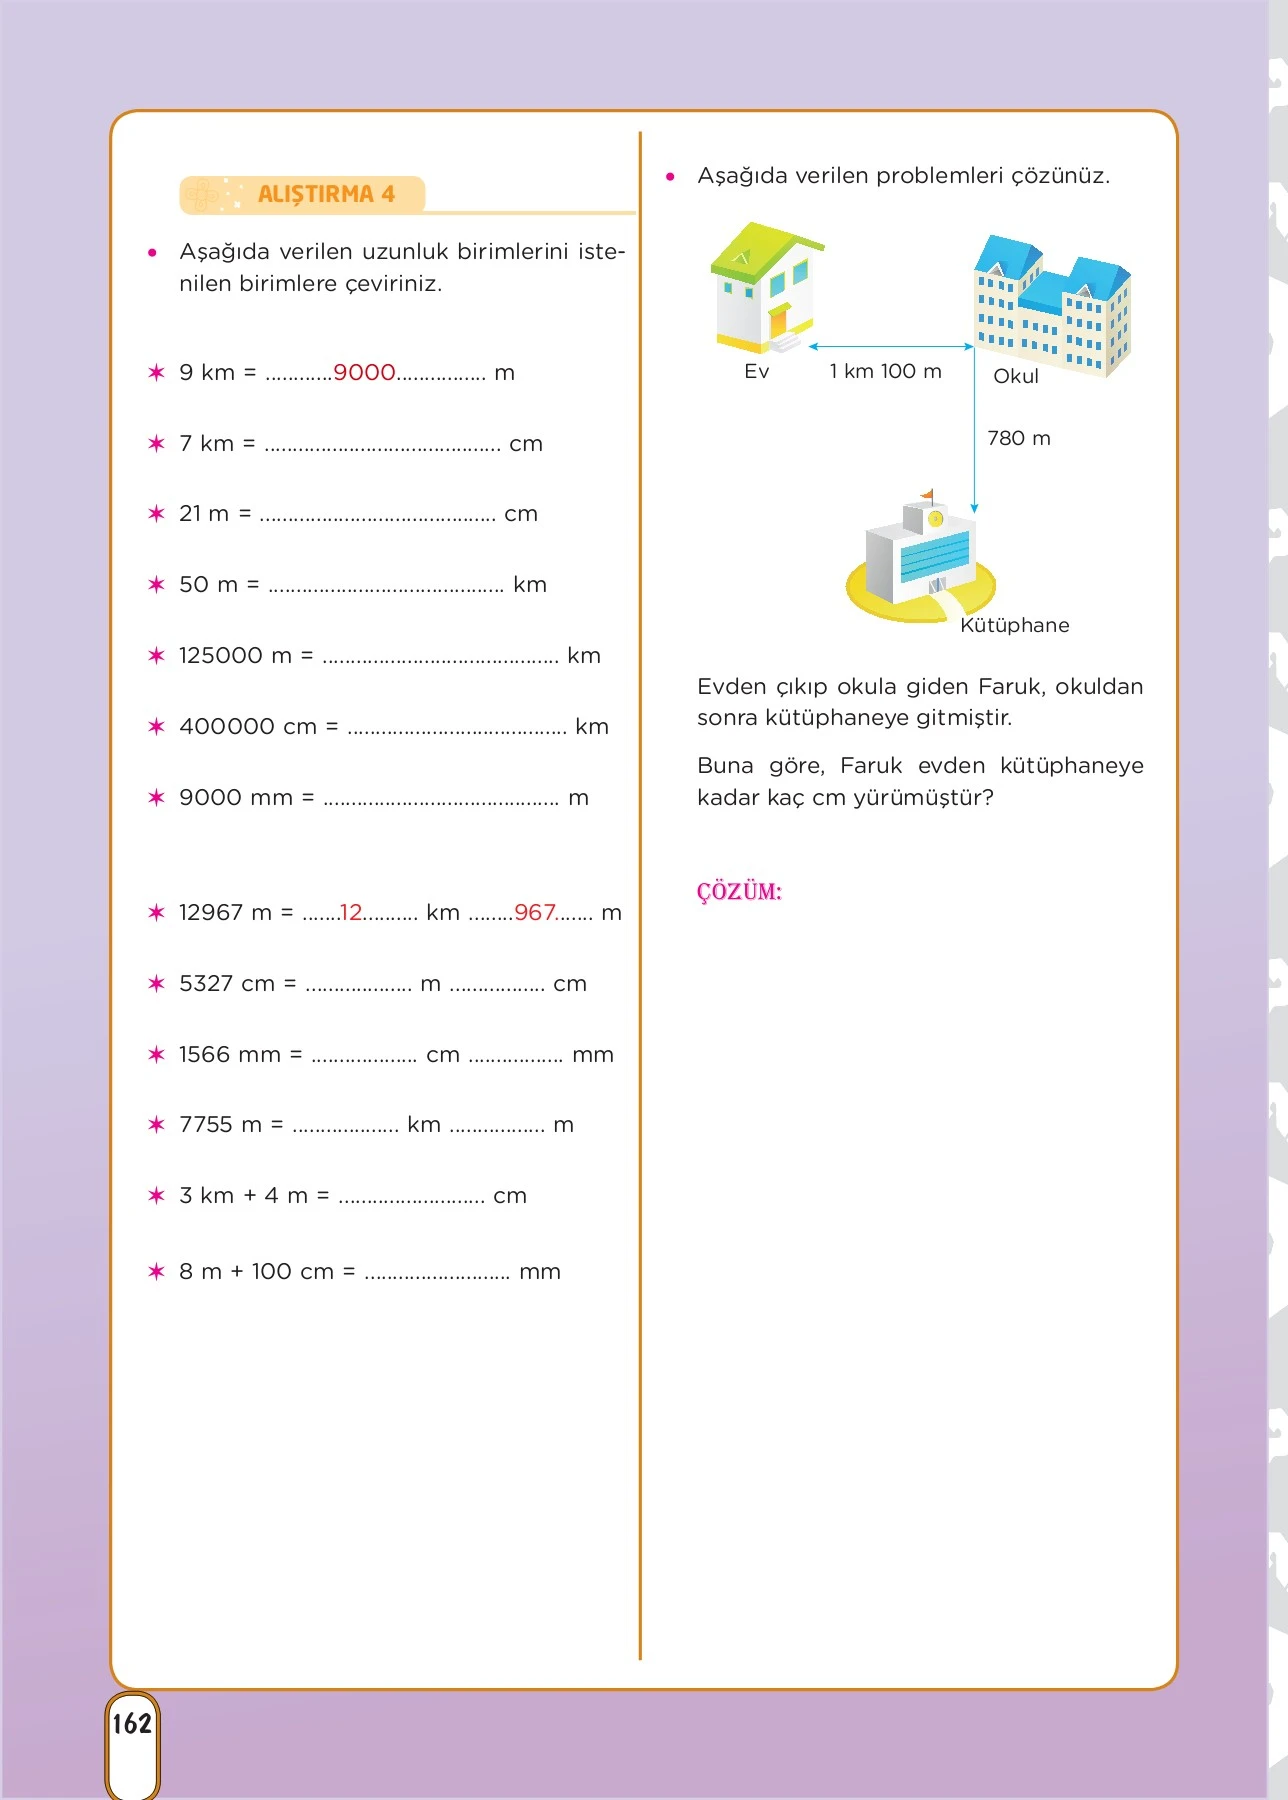 ALIŞTIRMA 4
• Aşağıda verilen uzunluk birimlerini iste-
nilen birimlere çeviriniz.
✶ 9 km = ............9000................ m
✶ 7 km = .......................................... cm
✶ 21 m = .......................................... cm
✶ 50 m = .......................................... km
✶ 125000 m = .......................................... km
✶ 400000 cm = ....................................... km
✶ 9000 mm = .......................................... m
✶ 12967 m = .......12.......... km ........967....... m
✶ 5327 cm = ................... m ................. cm
✶ 1566 mm = ................... cm ................. mm
✶ 7755 m = ................... km ................. m
✶ 3 km + 4 m = .......................... cm
✶ 8 m + 100 cm = .......................... mm
• Aşağıda verilen problemleri çözünüz.
Ev
1 km 100 m
Okul
780 m
Kütüphane
Evden çıkıp okula giden Faruk, okuldan
sonra kütüphaneye gitmiştir.
Buna göre, Faruk evden kütüphaneye
kadar kaç cm yürümüştür?
ÇÖZÜM:
162